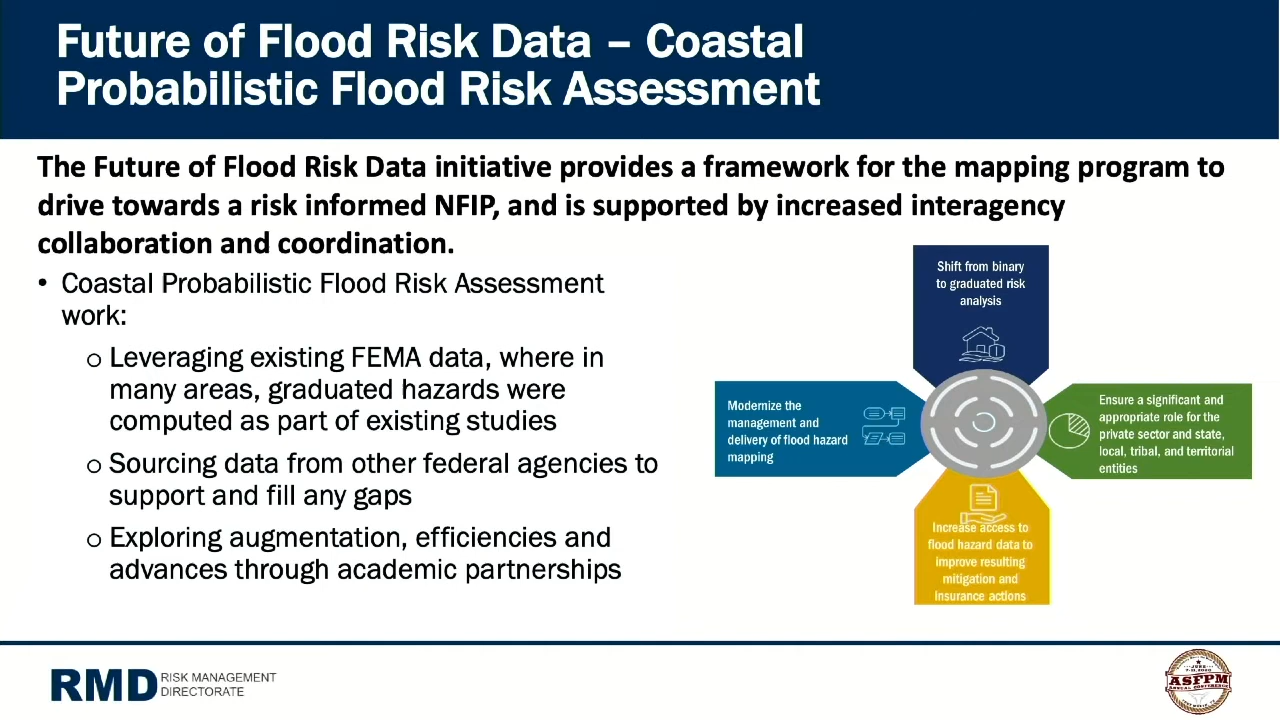 Future of Flood Risk Data – Coastal
Probabilistic Flood Risk Assessment
The Future of Flood Risk Data initiative provides a framework for the mapping program to
drive towards a risk informed NFIP, and is supported by increased interagency
collaboration and coordination.
• Coastal Probabilistic Flood Risk Assessment
work:
o Leveraging existing FEMA data, where in
many areas, graduated hazards were
computed as part of existing studies
o Sourcing data from other federal agencies to
support and fill any gaps
o Exploring augmentation, efficiencies and
advances through academic partnerships
Shift from binary
to graduated risk
analysis
Modernize the
management and
delivery of flood hazard
mapping
Ensure a significant and
appropriate role for the
private sector and state,
local, tribal, and territorial
entities
Increase access to
flood hazard data to
improve resulting
mitigation and
insurance actions
RMD
RISK MANAGEMENT
DIRECTORATE
JUNE
ASFPM
ANNUAL CONFERENCE